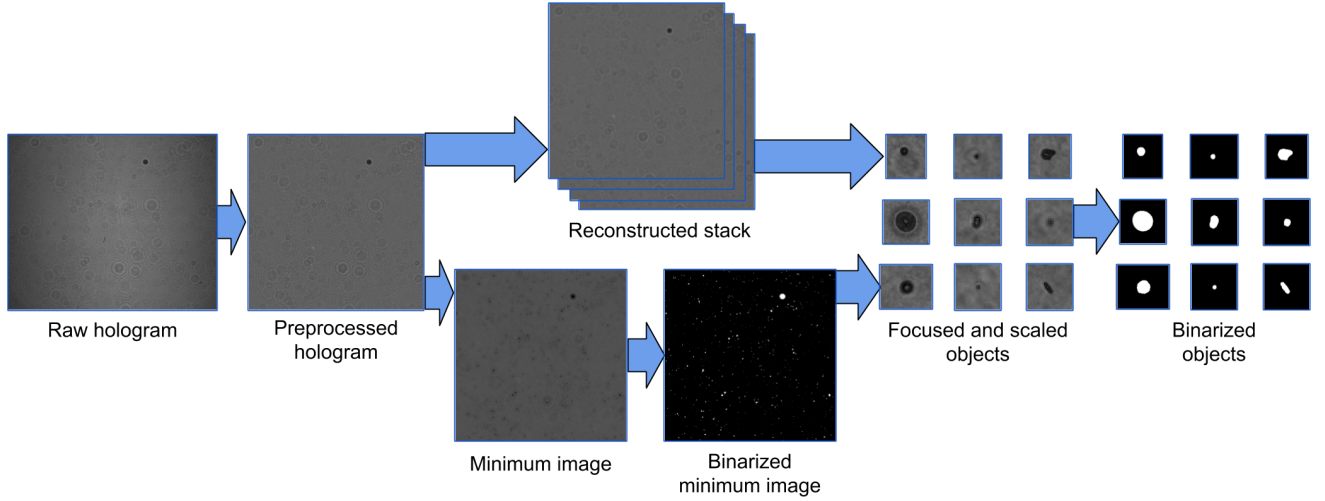 Reconstructed stack
Raw hologram
Preprocessed
hologram
Focused and scaled
objects
Binarized
objects
Minimum image
Binarized
minimum image